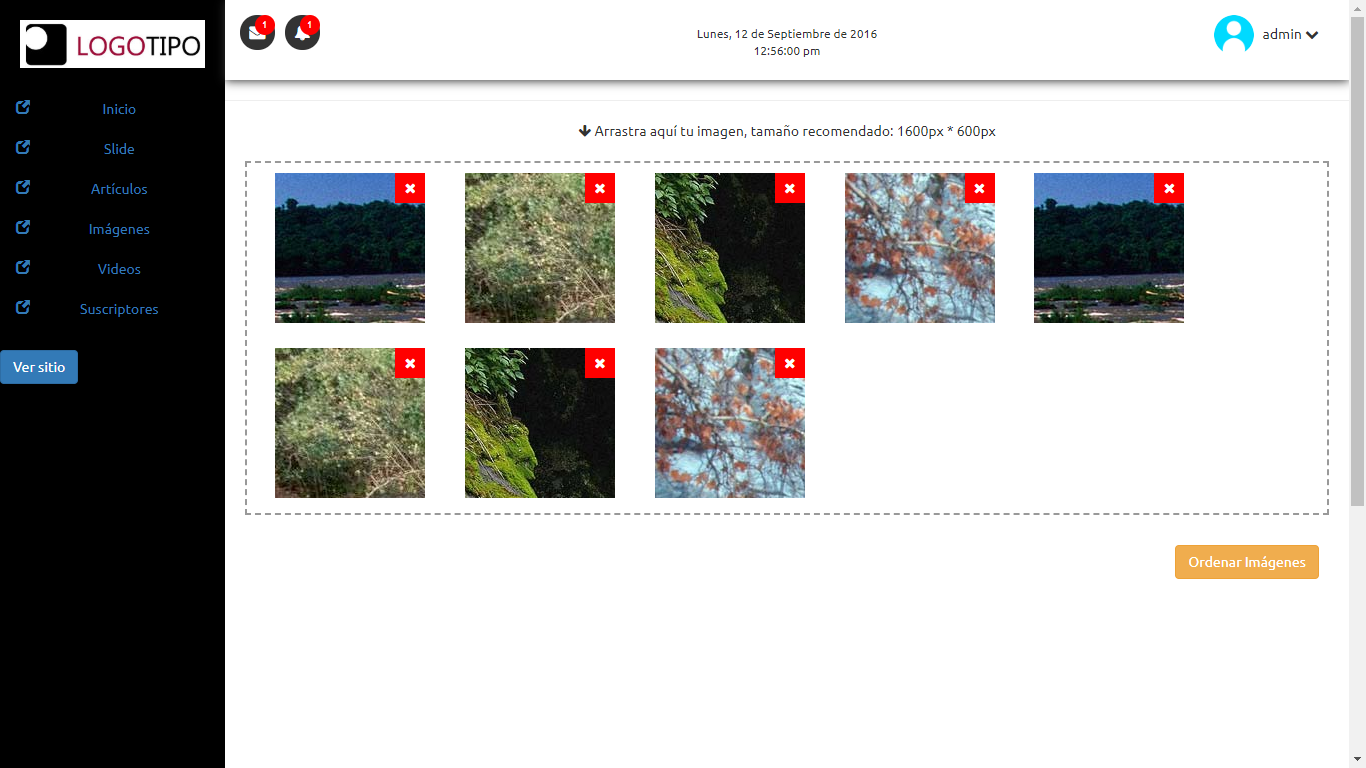 LOGOTIPO
Inicio
Slide
Artículos
Imágenes
Videos
Suscriptores
Ver sitio
1
1
Lunes, 12 de Septiembre de 2016
12:56:00 pm
admin
Arrastra aquí tu imagen, tamaño recomendado: 1600px * 600px
Ordenar Imágenes